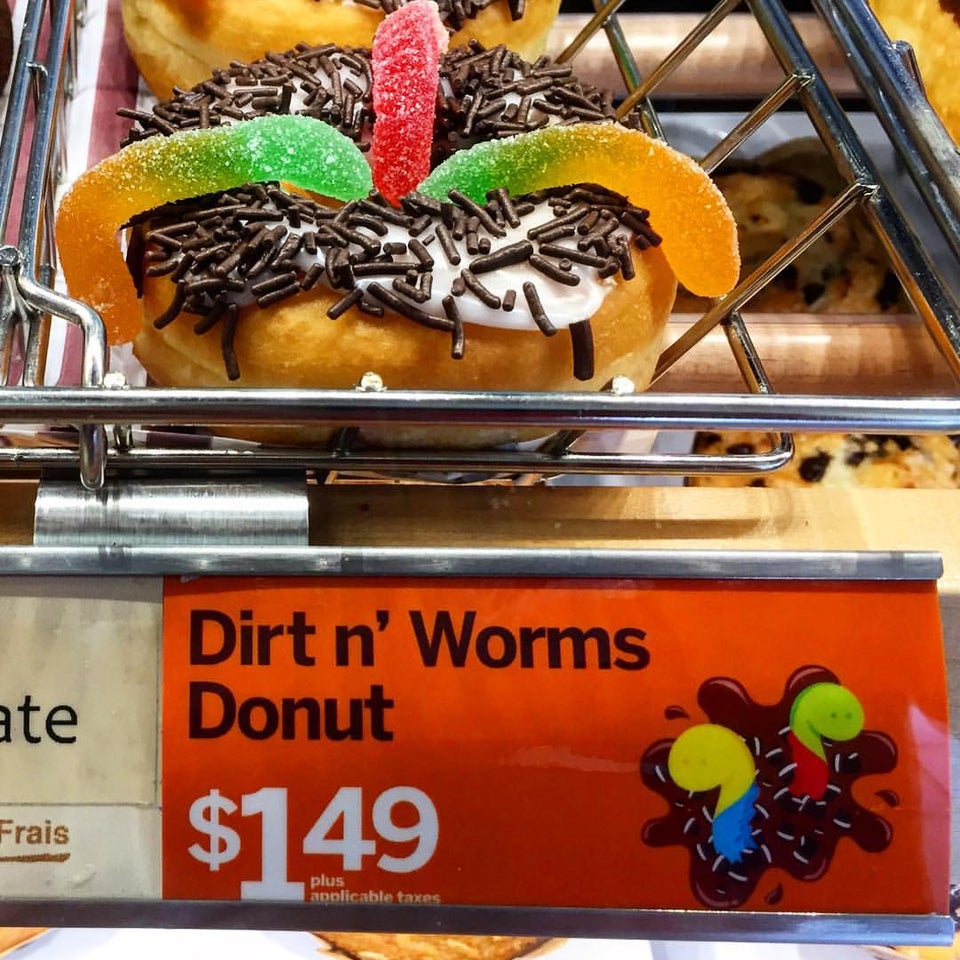 Dirt n' Worms
Donut
$149
plus
applicable taxes
ate
Frais